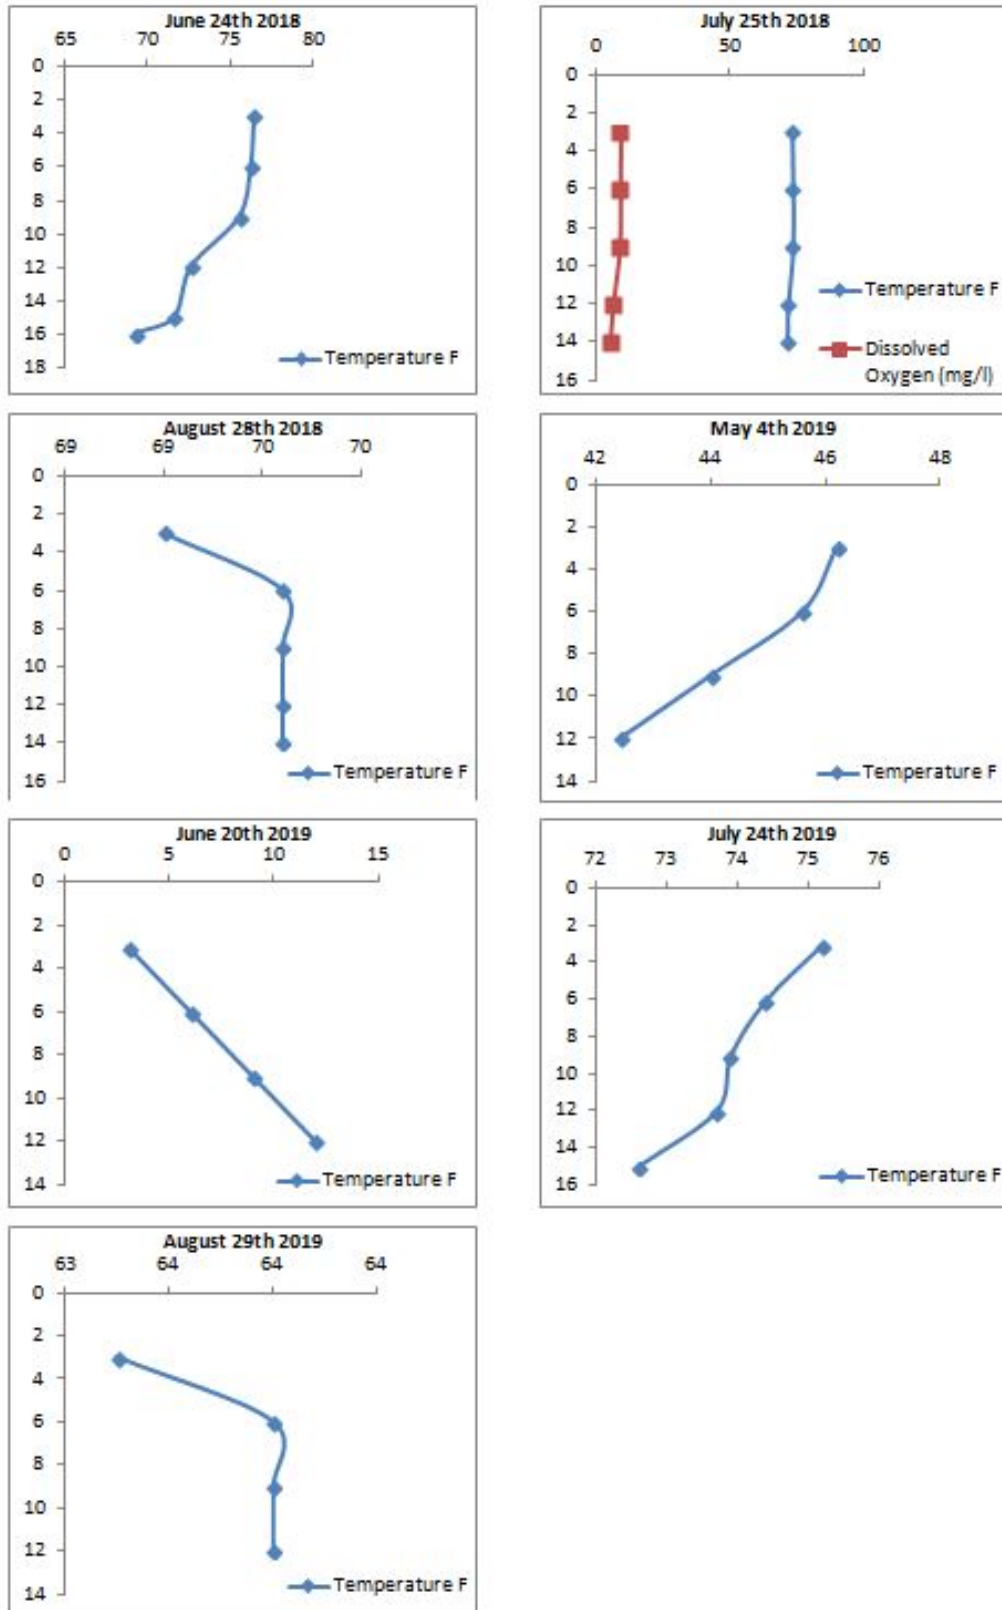 June 24th 2018
65 70 75 80
0
2
4
6
8
10
12
14
16
18
Temperature F
July 25th 2018
0 50 100
0
2
4
6
8
10
12
14
16
Temperature F
Dissolved
Oxygen (mg/l)
August 28th 2018
69 69 70 70
0
2
4
6
8
10
12
14
16
Temperature F
May 4th 2019
42 44 46 48
0
2
4
6
8
10
12
14
Temperature F
June 20th 2019
0 5 10 15
0
2
4
6
8
10
12
14
Temperature F
July 24th 2019
72 73 74 75 76
0
2
4
6
8
10
12
14
16
Temperature F
August 29th 2019
63 64 64 64
0
2
4
6
8
10
12
14
Temperature F